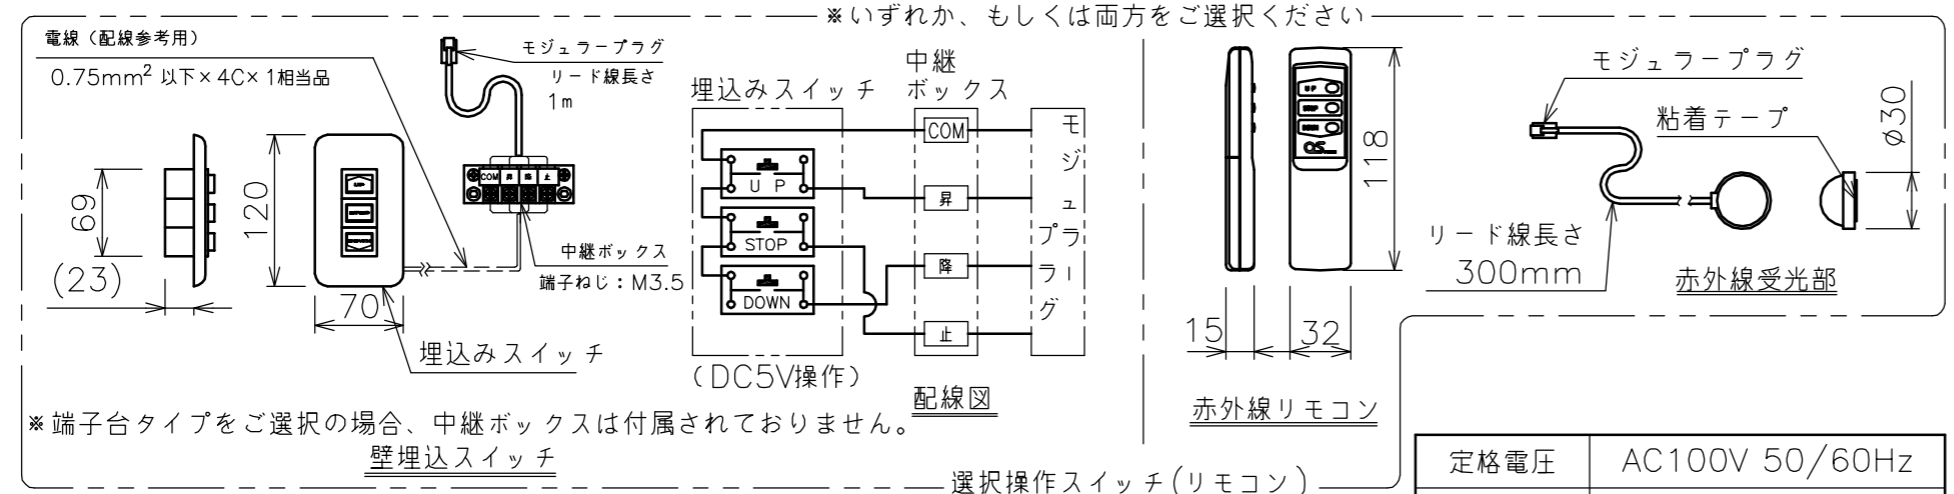 ※いずれか、もしくは両方をご選択ください
電線（配線参考用）
0.75mm² 以下×4C×1相当品
モジュラープラグ
リード線長さ
1m
69
(23)
120
70
UP
COM 昇 降 止
中継ボックス
端子ねじ：M3.5
埋込みスイッチ
埋込みスイッチ
中継
ボックス
モジュラープラグ
COM
昇
降
止
UP
STOP
DOWN
(DC5V操作)
配線図
※端子台タイプをご選択の場合、中継ボックスは付属されておりません。
壁埋込スイッチ
UP
STOP
DOWN
OS
118
15
32
赤外線リモコン
モジュラープラグ
粘着テープ
ø30
リード線長さ
300mm
赤外線受光部
選択操作スイッチ(リモコン)
定格電圧 AC100V 50/60Hz